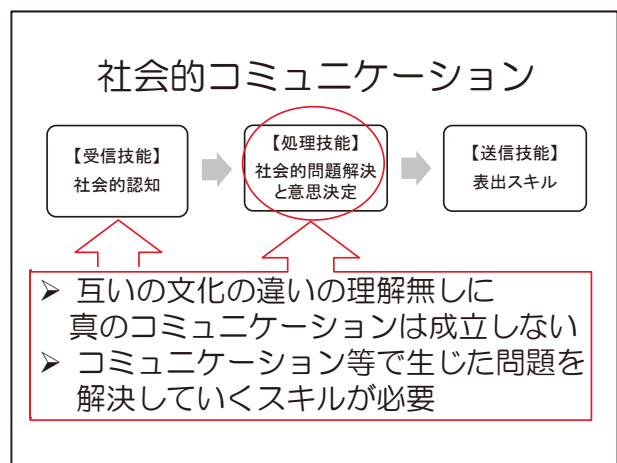 社会的コミュニケーション
【受信技能】
社会的認知
【処理技能】
社会的問題解決
と意思決定
【送信技能】
表出スキル
➢ 互いの文化の違いの理解無しに
真のコミュニケーションは成立しない
➢ コミュニケーション等で生じた問題を
解決していくスキルが必要